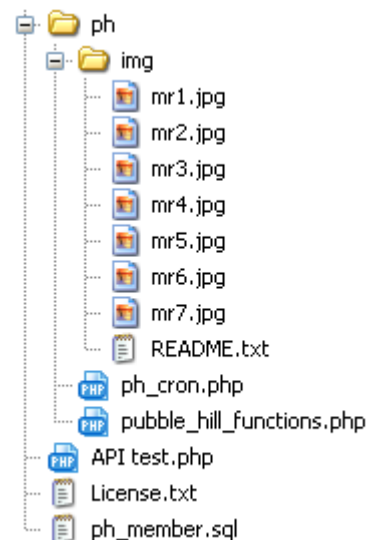 ph
img
mr1.jpg
mr2.jpg
mr3.jpg
mr4.jpg
mr5.jpg
mr6.jpg
mr7.jpg
README.txt
ph_cron.php
pubble_hill_functions.php
API test.php
License.txt
ph_member.sql